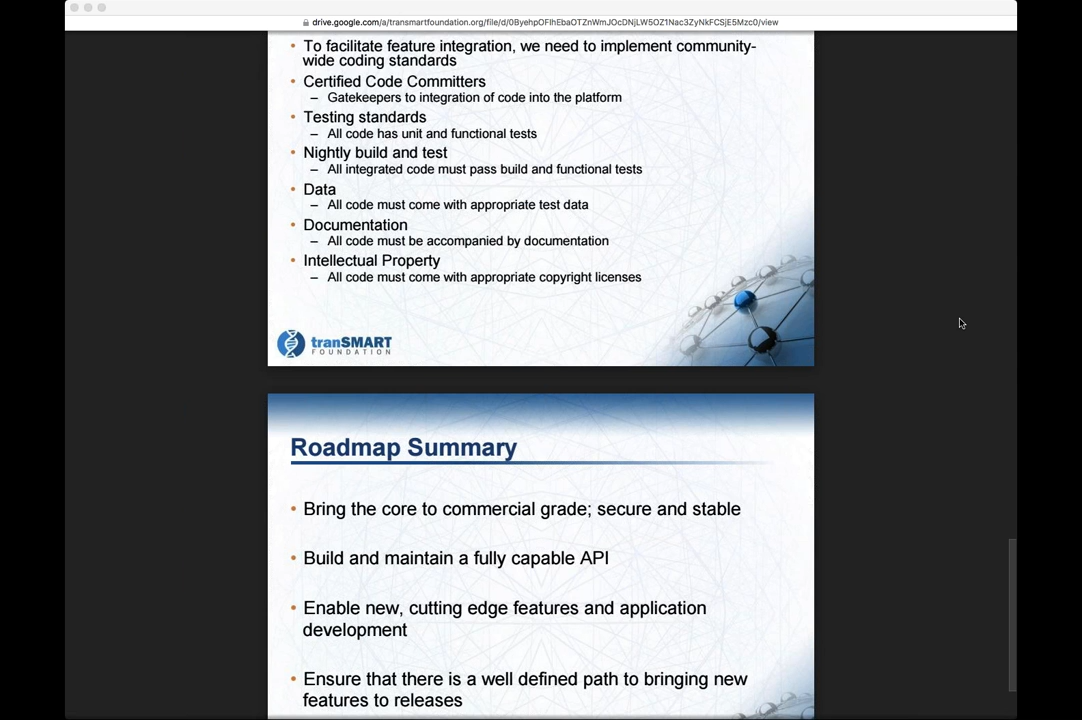 drive.google.com/a/transmartfoundation.org/file/d/0ByehpOFIhEbaOTZnWmJOcDNjLW5OZ1Nac3ZyNkFCSjE5Mzc0/view
• To facilitate feature integration, we need to implement community-
wide coding standards
• Certified Code Committers
– Gatekeepers to integration of code into the platform
• Testing standards
– All code has unit and functional tests
• Nightly build and test
– All integrated code must pass build and functional tests
• Data
– All code must come with appropriate test data
• Documentation
– All code must be accompanied by documentation
• Intellectual Property
– All code must come with appropriate copyright licenses
tranSMART
FOUNDATION
Roadmap Summary
• Bring the core to commercial grade; secure and stable
• Build and maintain a fully capable API
• Enable new, cutting edge features and application
development
• Ensure that there is a well defined path to bringing new
features to releases